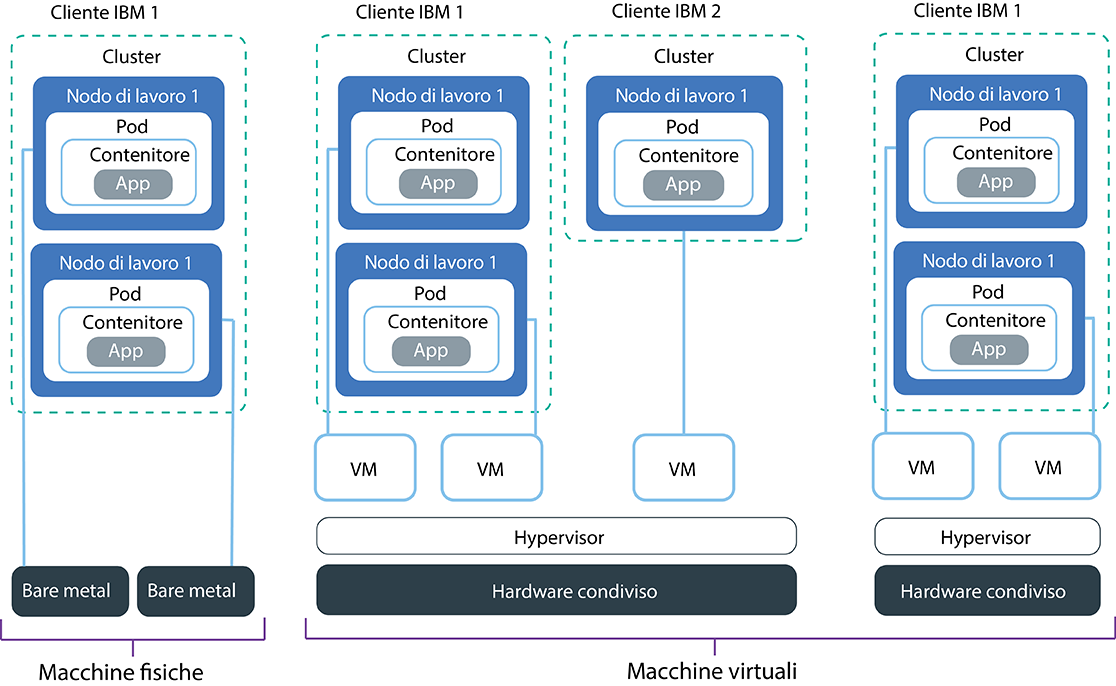 Cliente IBM 1
Cluster
Nodo di lavoro 1
Pod
Contenitore
App
Nodo di lavoro 1
Pod
Contenitore
App
Bare metal
Bare metal
Macchine fisiche
Cliente IBM 1
Cluster
Nodo di lavoro 1
Pod
Contenitore
App
Nodo di lavoro 1
Pod
Contenitore
App
VM
VM
Cliente IBM 2
Cluster
Nodo di lavoro 1
Pod
Contenitore
App
VM
Hypervisor
Hardware condiviso
Cliente IBM 1
Cluster
Nodo di lavoro 1
Pod
Contenitore
App
Nodo di lavoro 1
Pod
Contenitore
App
VM
VM
Hypervisor
Hardware condiviso
Macchine virtuali